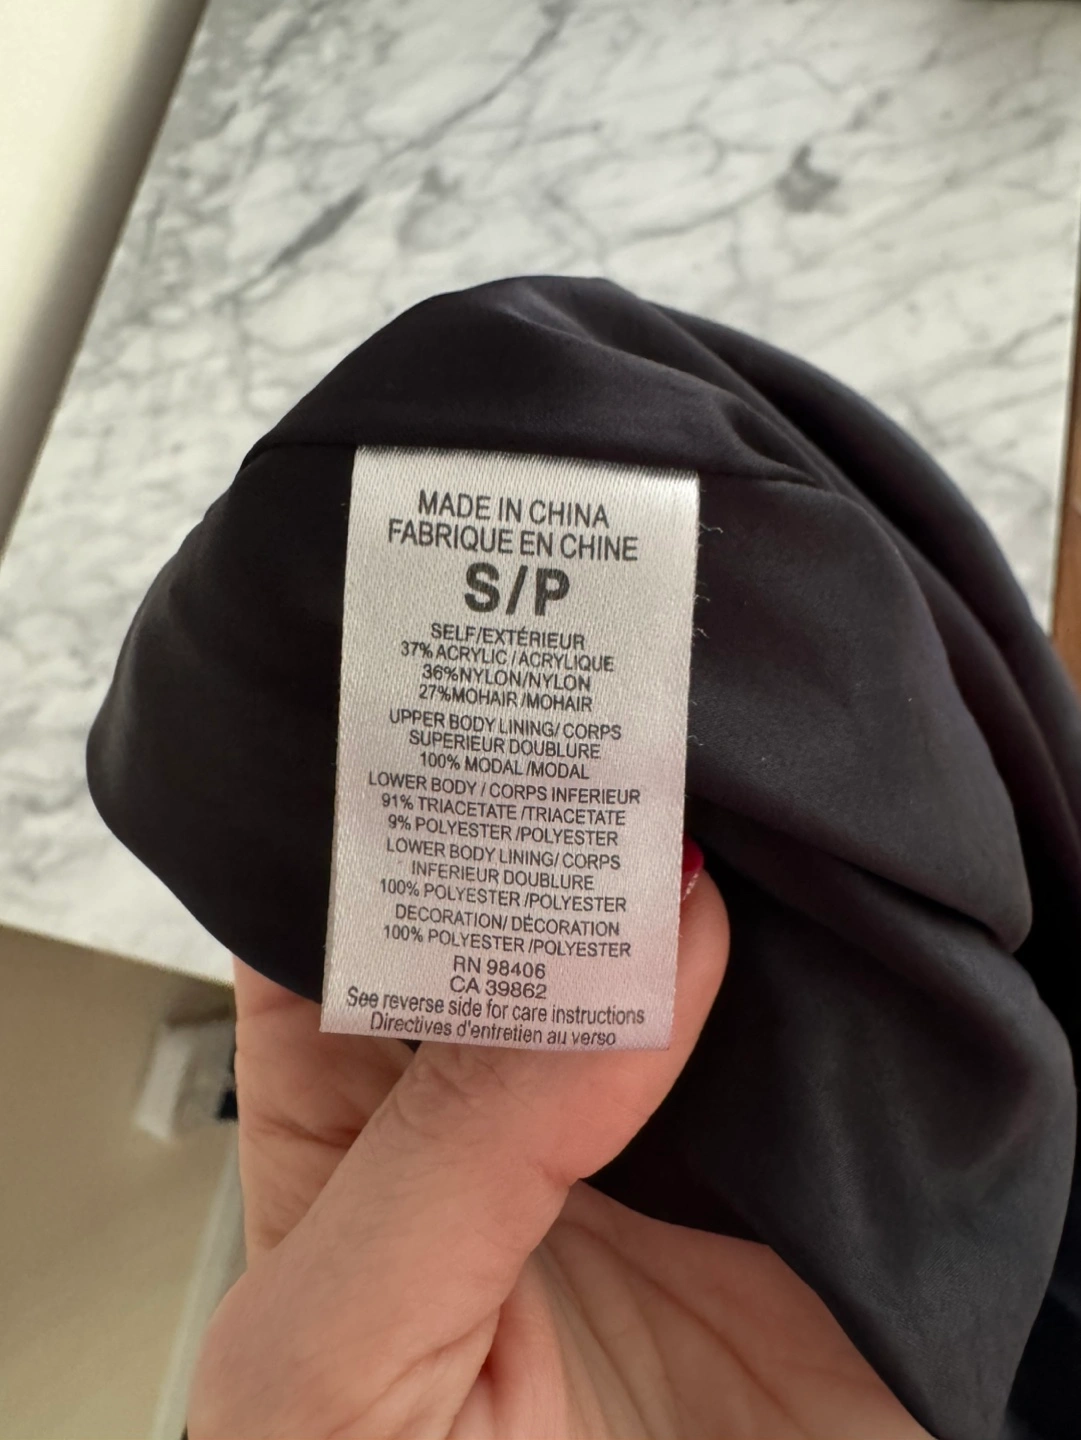 MADE IN CHINA
FABRIQUE EN CHINE
S/P
SELF/EXTÉRIEUR
37% ACRYLIC / ACRYLIQUE
36%NYLON/NYLON
27%MOHAIR/MOHAIR
UPPER BODY LINING/ CORPS
SUPERIEUR DOUBLURE
100% MODAL /MODAL
LOWER BODY / CORPS INFERIEUR
91% TRIACETATE /TRIACETATE
9% POLYESTER /POLYESTER
LOWER BODY LINING/ CORPS
INFERIEUR DOUBLURE
100% POLYESTER /POLYESTER
DECORATION/ DÉCORATION
100% POLYESTER /POLYESTER
RN 98406
CA 39862
See reverse side for care instructions
Directives d'entretien au verso